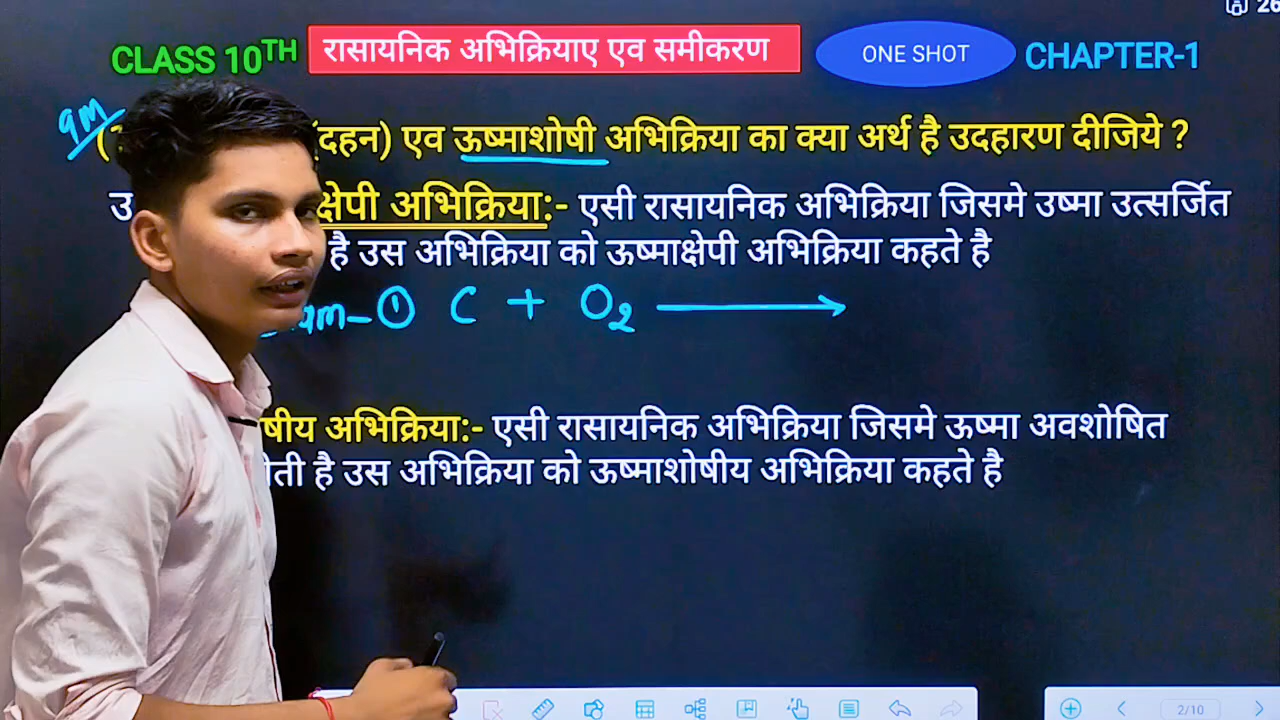 26
CLASS 10TH रासायनिक अभिक्रियाए एव समीकरण ONE SHOT CHAPTER-1
(दहन) एव ऊष्माशोषी अभिक्रिया का क्या अर्थ है उदहारण दीजिये ?
क्षेपी अभिक्रिया:- एसी रासायनिक अभिक्रिया जिसमे उष्मा उत्सर्जित
है उस अभिक्रिया को ऊष्माक्षेपी अभिक्रिया कहते है
① C + O2
षीय अभिक्रिया:- एसी रासायनिक अभिक्रिया जिसमे ऊष्मा अवशोषित
होती है उस अभिक्रिया को ऊष्माशोषीय अभिक्रिया कहते है
2/10